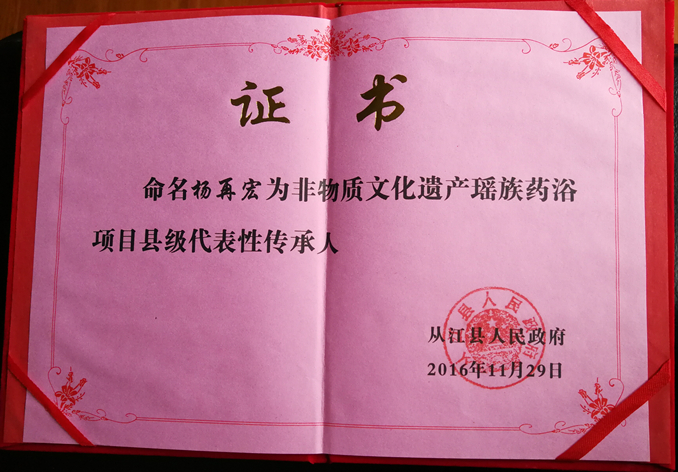 证 书
命名杨再宏为非物质文化遗产瑶族药浴
项目县级代表性传承人
从江县人民政府
2016年11月29日